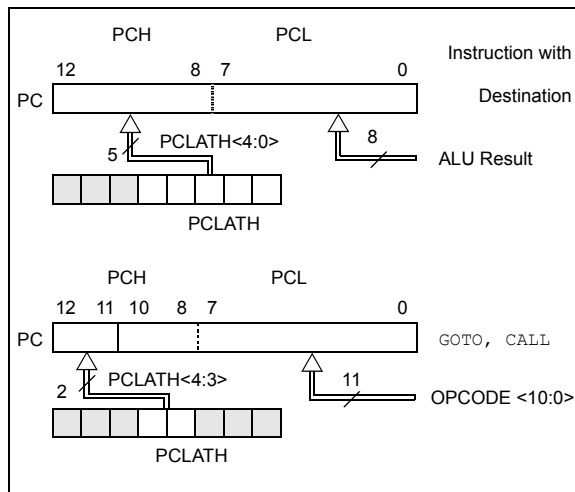 PCH PCL
12 8 7 0 Instruction with
PC Destination
5 PCLATH<4:0> 8 ALU Result
PCLATH
PCH PCL
12 11 10 8 7 0
PC GOTO, CALL
2 PCLATH<4:3> 11 OPCODE <10:0>
PCLATH